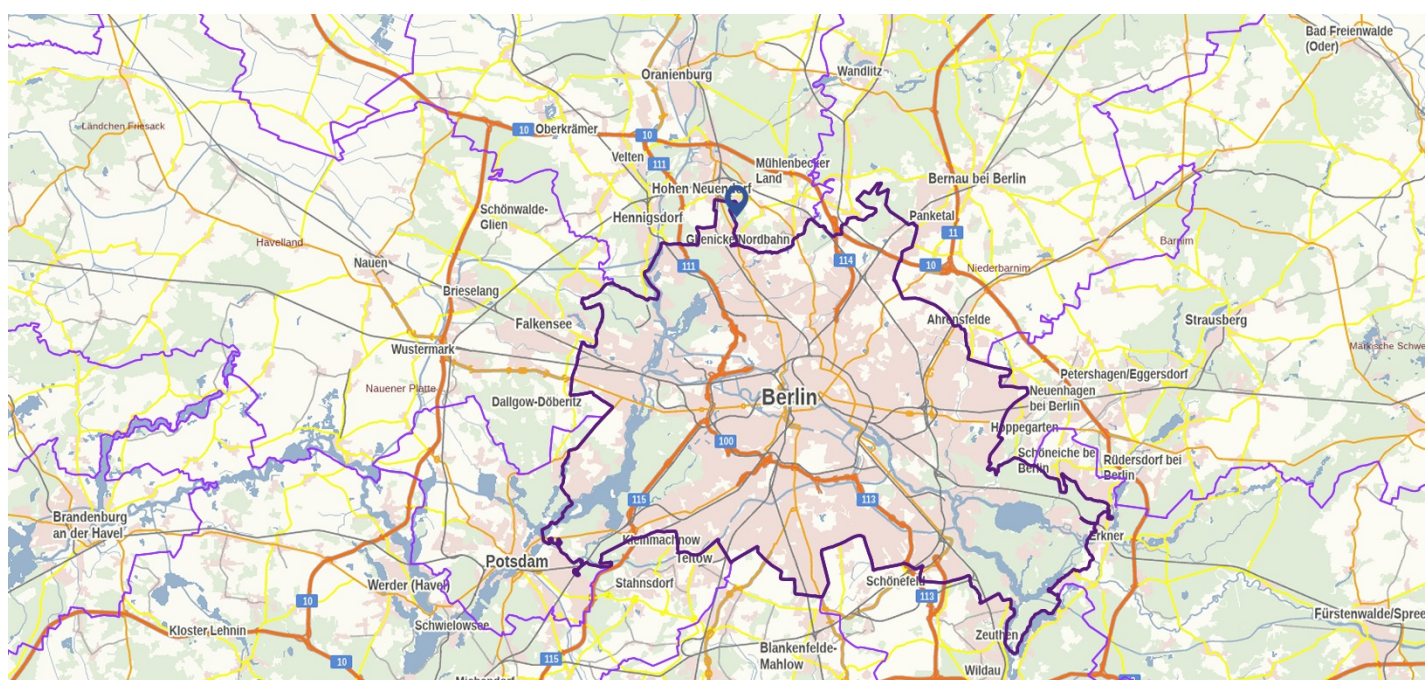 Bad Freienwalde
(Oder)
Oranienburg
Wandlitz
Ländchen Friesack
10
Oberkrämer
10
Velten
111
Mühlenbecker
Land
Hohen Neuendorf
Bernau bei Berlin
Schönwalde-
Glien
Hennigsdorf
Panketal
11
Havelland
Glienicke/Nordbahn
Barnim
Nauen
111
114
10
Niederbarnim
Brieselang
Falkensee
Ahrensfelde
Strausberg
Wustermark
Märkische Schwe
Petershagen/Eggersdorf
Nauener Platte
Berlin
Neuenhagen
bei Berlin
Dallgow-Döberitz
Hoppegarten
100
Schöneiche be
Berlin
Rüdersdorf bei
Berlin
115
113
Brandenburg
an der Havel
Kleinmachnow
Erkner
Potsdam
Teltow
Stahnsdorf
Schönefeld
Werder (Havel)
113
10
Fürstenwalde/Spree
Schwielowsee
Kloster Lehnin
Zeuthen
Blankenfelde-
Mahlow
10
115
Wildau